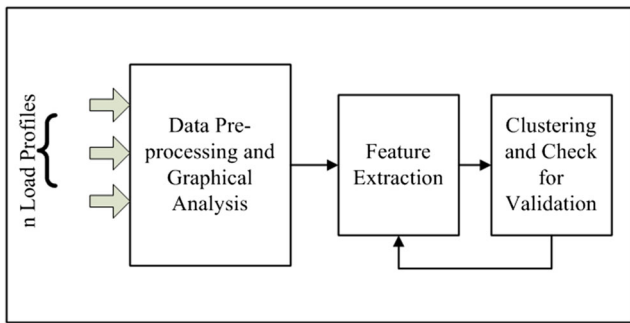 n Load Profiles
Data Pre-
processing and
Graphical
Analysis
Feature
Extraction
Clustering
and Check
for
Validation